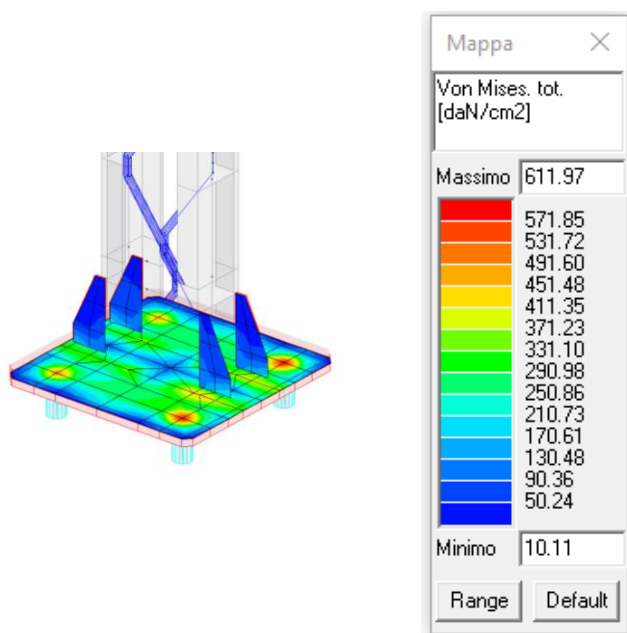 Mappa
Von Mises. tot.
[daN/cm2]
Massimo 611.97
571.85
531.72
491.60
451.48
411.35
371.23
331.10
290.98
250.86
210.73
170.61
130.48
90.36
50.24
Minimo 10.11
Range Default